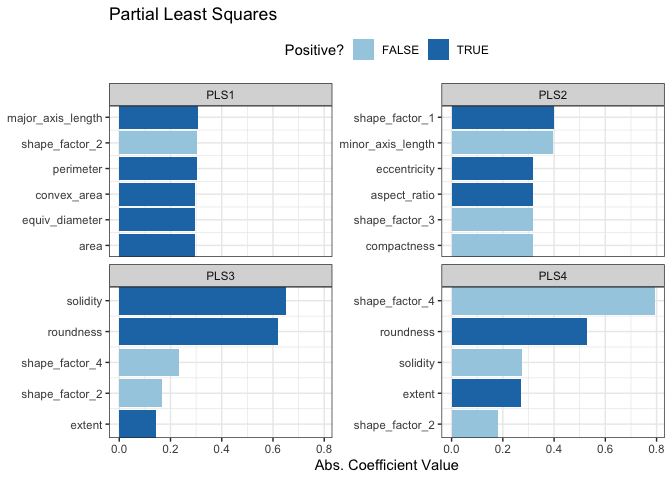 Partial Least Squares
Positive? FALSE TRUE
PLS1
major_axis_length
shape_factor_2
perimeter
convex_area
equiv_diameter
area
PLS2
shape_factor_1
minor_axis_length
eccentricity
aspect_ratio
shape_factor_3
compactness
PLS3
solidity
roundness
shape_factor_4
shape_factor_2
extent
0.0 0.2 0.4 0.6 0.8
PLS4
shape_factor_4
roundness
solidity
extent
shape_factor_2
0.0 0.2 0.4 0.6 0.8
Abs. Coefficient Value